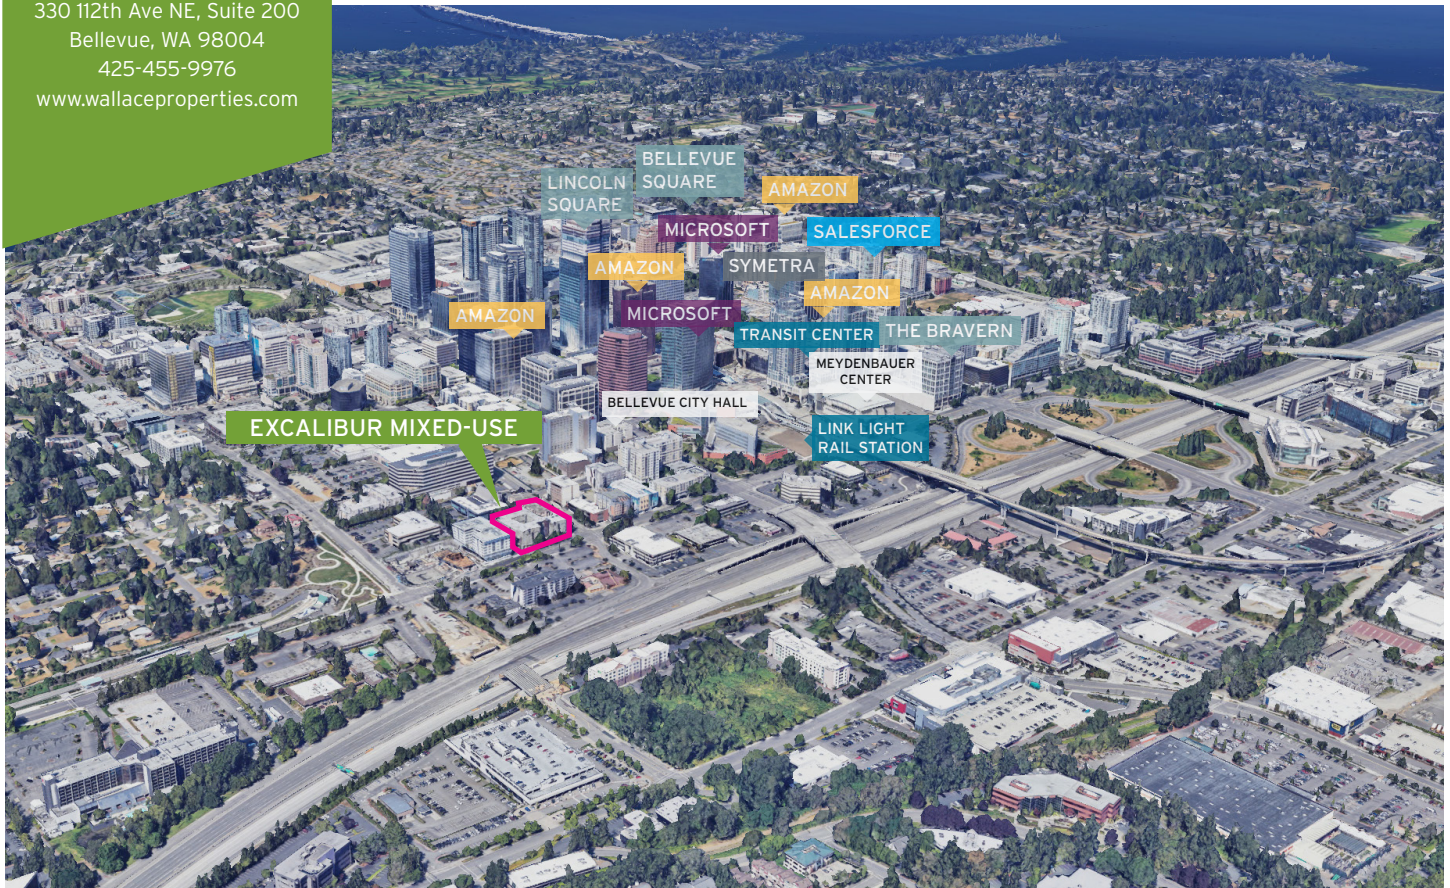 330 112th Ave NE, Suite 200
Bellevue, WA 98004
425-455-9976
www.wallaceproperties.com
BELLEVUE
SQUARE
LINCOLN
SQUARE
AMAZON
MICROSOFT
SALESFORCE
AMAZON
SYMETRA
AMAZON
AMAZON
MICROSOFT
TRANSIT CENTER
THE BRAVERN
MEYDENBAUER
CENTER
BELLEVUE CITY HALL
EXCALIBUR MIXED-USE
LINK LIGHT
RAIL STATION